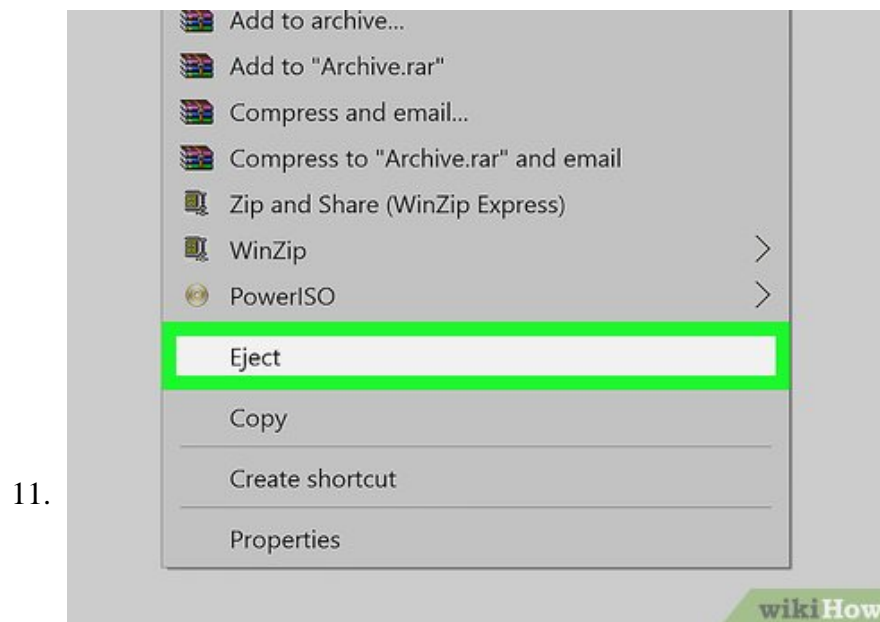 Add to archive...
Add to "Archive.rar"
Compress and email...
Compress to "Archive.rar" and email
Zip and Share (WinZip Express)
WinZip
PowerISO
Eject
Copy
Create shortcut
11.
Properties
wikiHow